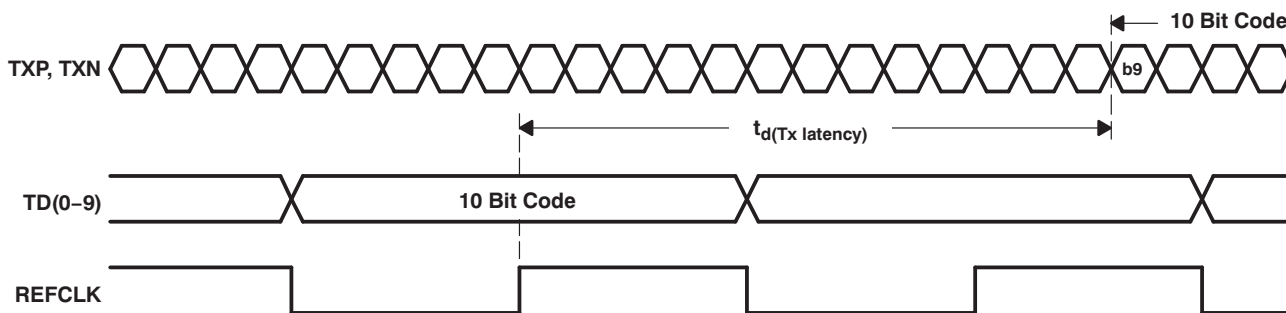 10 Bit Code
TXP, TXN
b9
td(Tx latency)
TD(0–9)
10 Bit Code
REFCLK